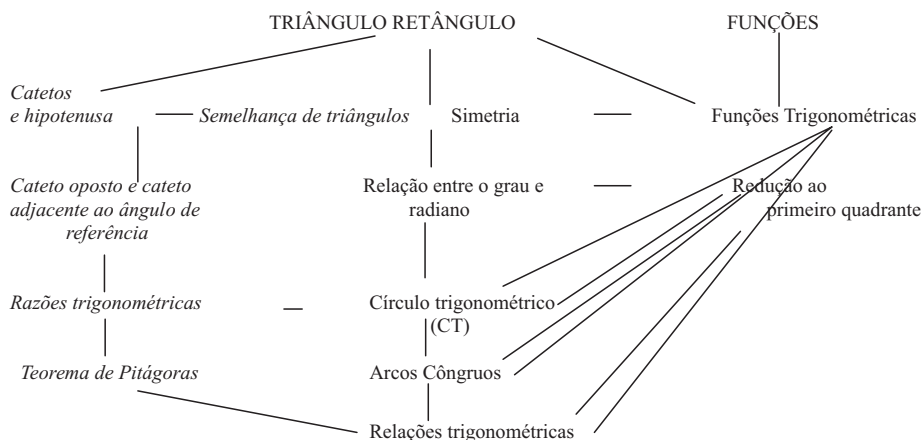 TRIÂNGULO RETÂNGULO FUNÇÕES
Catetos
e hipotenusa Semelhança de triângulos Simetria Funções Trigonométricas
Cateto oposto e cateto
adjacente ao ângulo de
referência
Relação entre o grau e
radiano
Redução ao
primeiro quadrante
Razões trigonométricas Círculo trigonométrico
(CT)
Teorema de Pitágoras Arcos Côngruos
Relações trigonométricas